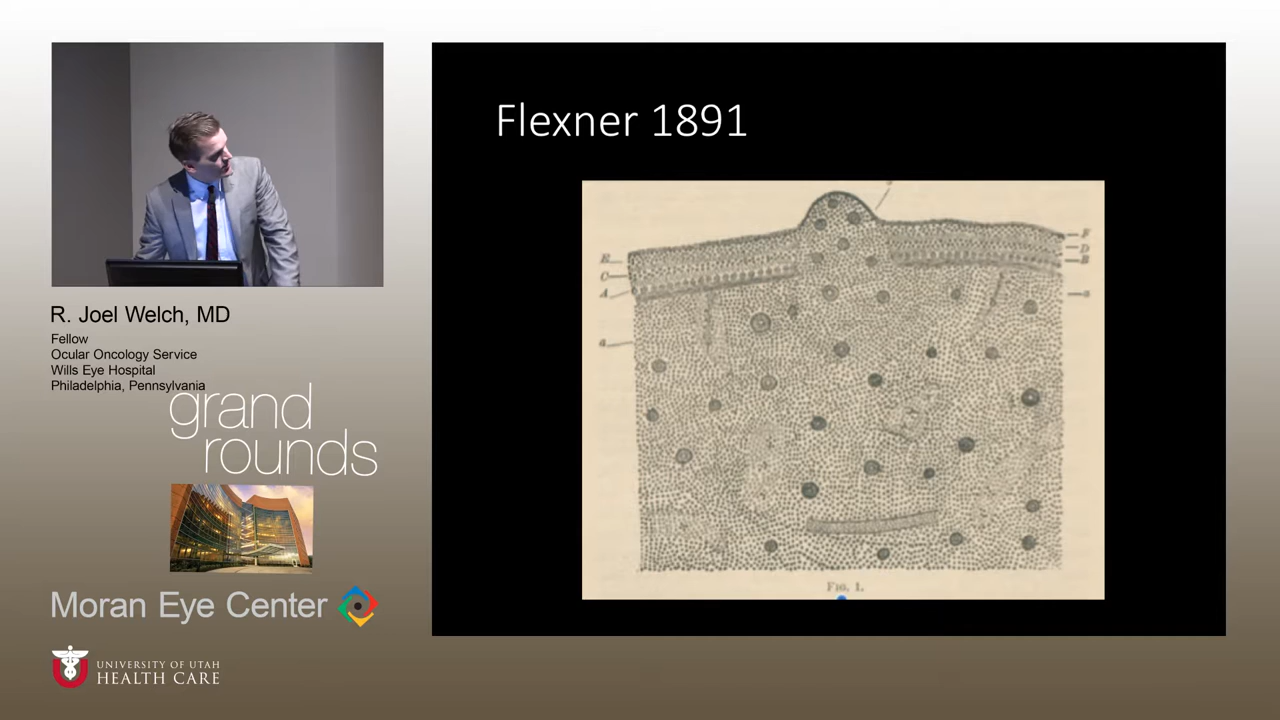 Flexner 1891
E
C
A
a
F
D
B
a
FIG. 1.
R. Joel Welch, MD
Fellow
Ocular Oncology Service
Wills Eye Hospital
Philadelphia, Pennsylvania
grand
rounds
Moran Eye Center
UNIVERSITY OF UTAH
HEALTH CARE